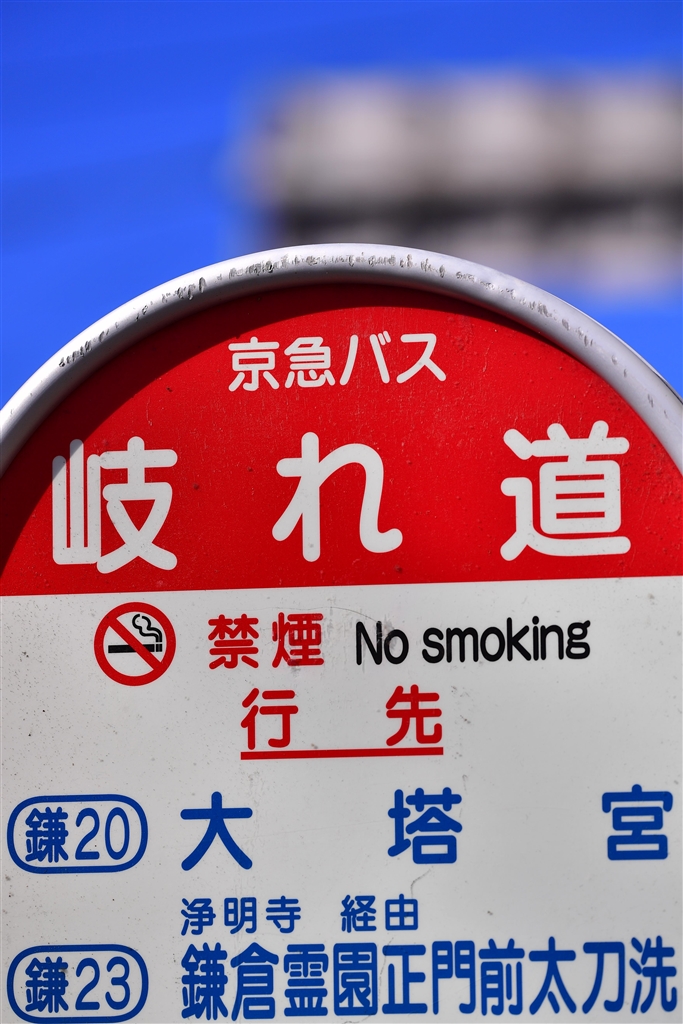 京急バス
岐れ道
禁煙 No smoking
行先
鎌20 大塔宮
浄明寺 経由
鎌23 鎌倉霊園正門前太刀洗